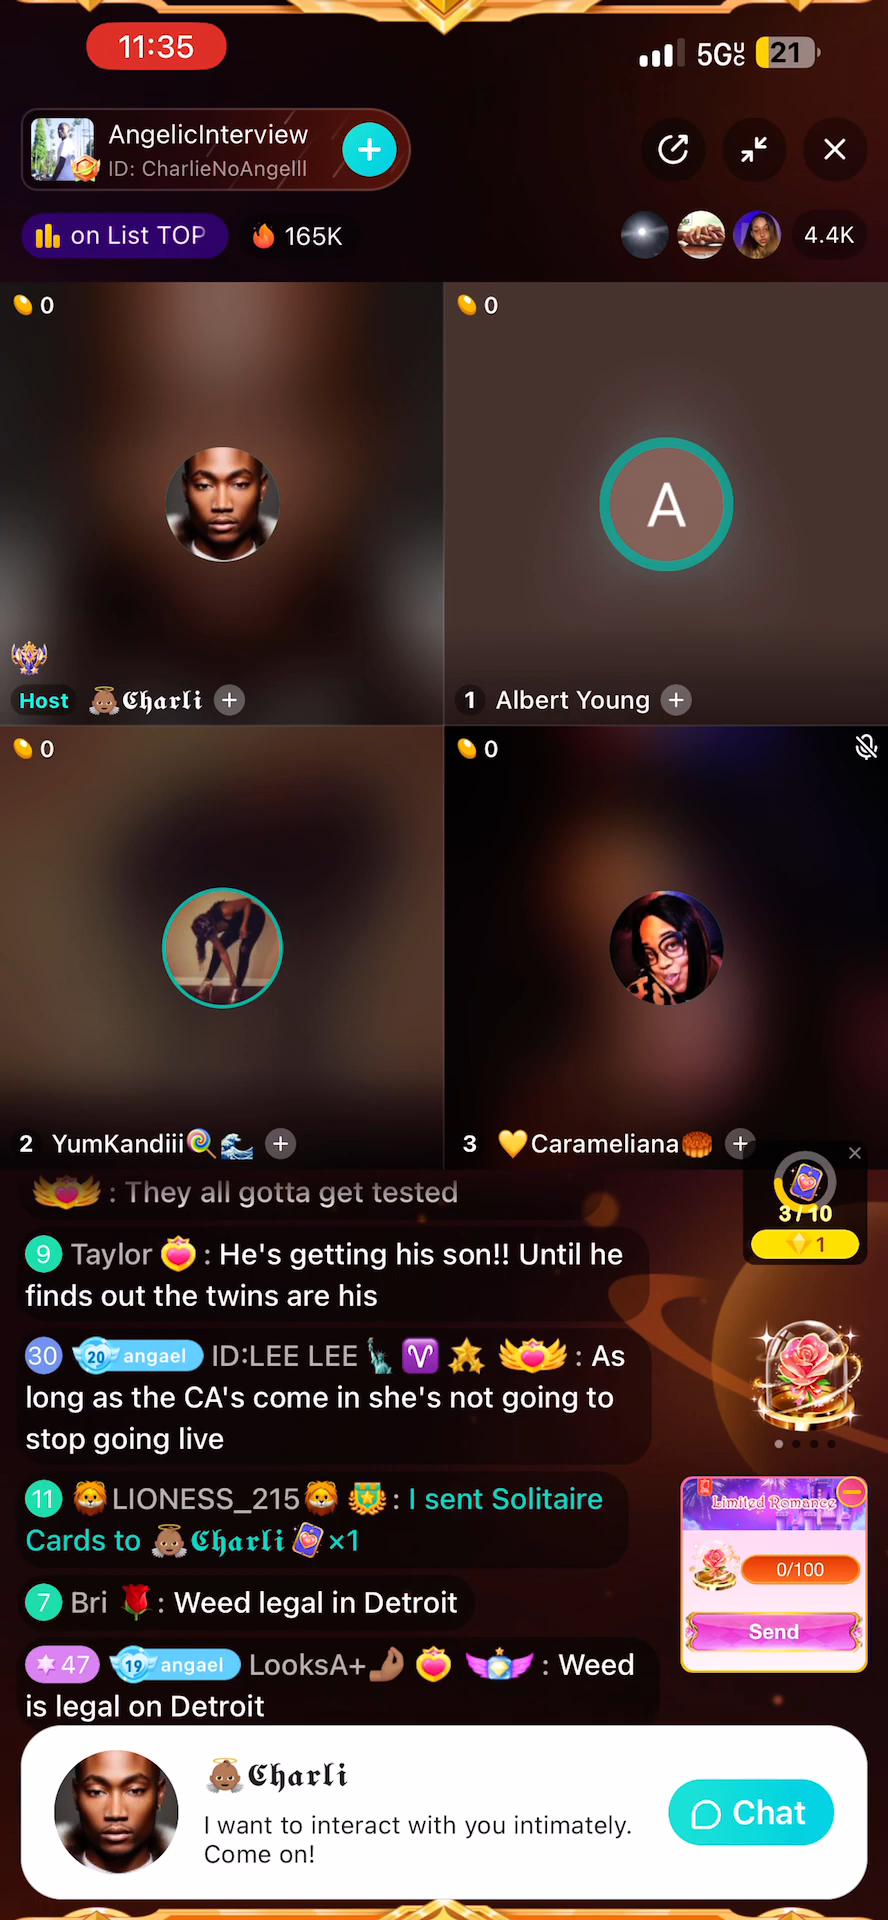 11:35
5GUC 21
AngelicInterview
ID: CharlieNoAngelll
on List TOP
165K
4.4K
0
0
A
Host 👼🏽𝕮𝖍𝖆𝖗𝖑𝖎 +
1 Albert Young +
0
0
2 YumKandiii🍭🌊 +
3 💛Carameliana🥮 +
: They all gotta get tested
3/10
1
9 Taylor : He's getting his son!! Until he
finds out the twins are his
30 20 angael ID:LEE LEE🗽♈ : As
long as the CA's come in she's not going to
stop going live
11 🦁LIONESS_215🦁 : I sent Solitaire
Cards to 👼🏽𝕮𝖍𝖆𝖗𝖑𝖎 ×1
Limited Romance
0/100
Send
7 Bri 🌹: Weed legal in Detroit
47 19 angael LooksA+🤌🏽 : Weed
is legal on Detroit
👼🏽𝕮𝖍𝖆𝖗𝖑𝖎
I want to interact with you intimately.
Come on!
Chat